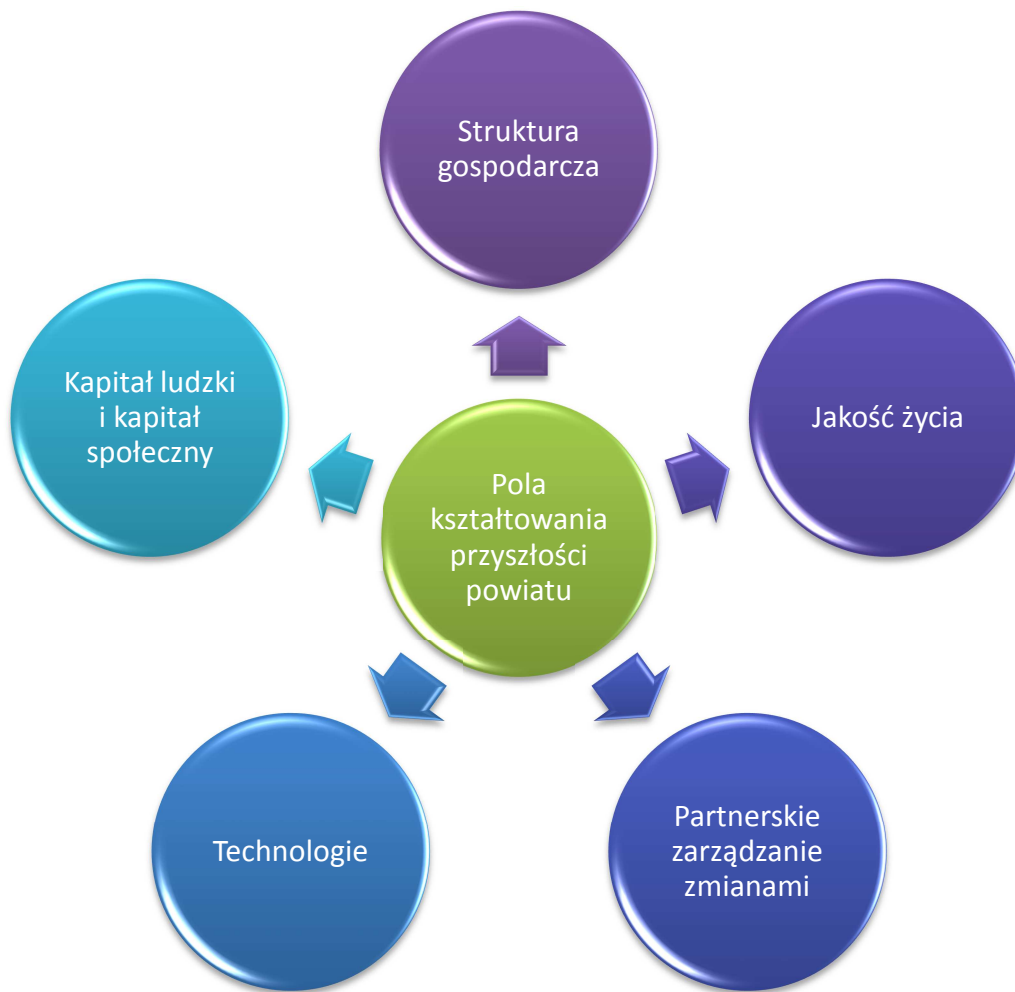 Struktura
gospodarcza
Kapitał ludzki
i kapitał
społeczny
Jakość życia
Pola
kształtowania
przyszłości
powiatu
Technologie
Partnerskie
zarządzanie
zmianami